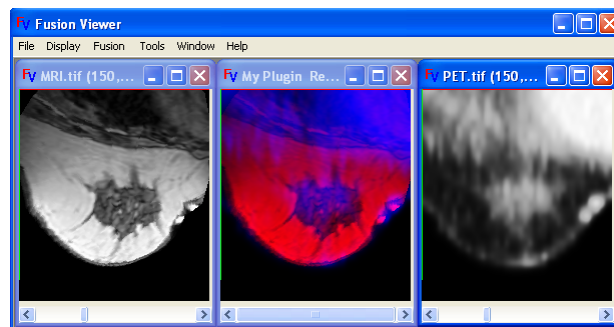 FV Fusion Viewer
File Display Fusion Tools Window Help
FV MRI.tif (150,...
FV My Plugin Re...
FV PET.tif (150,...